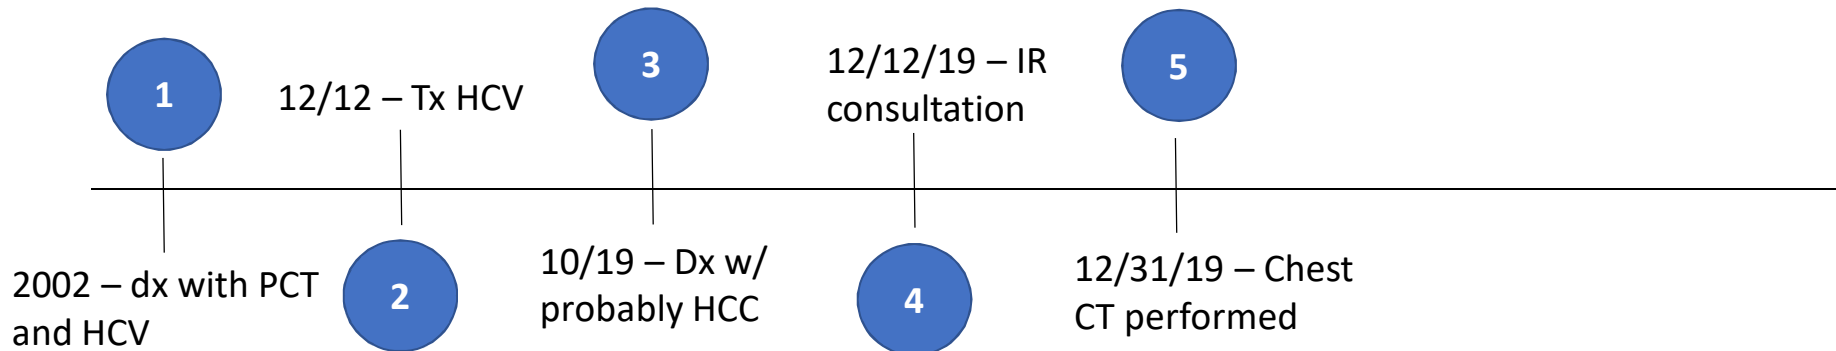 1
2002 – dx with PCT
and HCV
12/12 – Tx HCV
2
3
10/19 – Dx w/
probably HCC
12/12/19 – IR
consultation
4
5
12/31/19 – Chest
CT performed